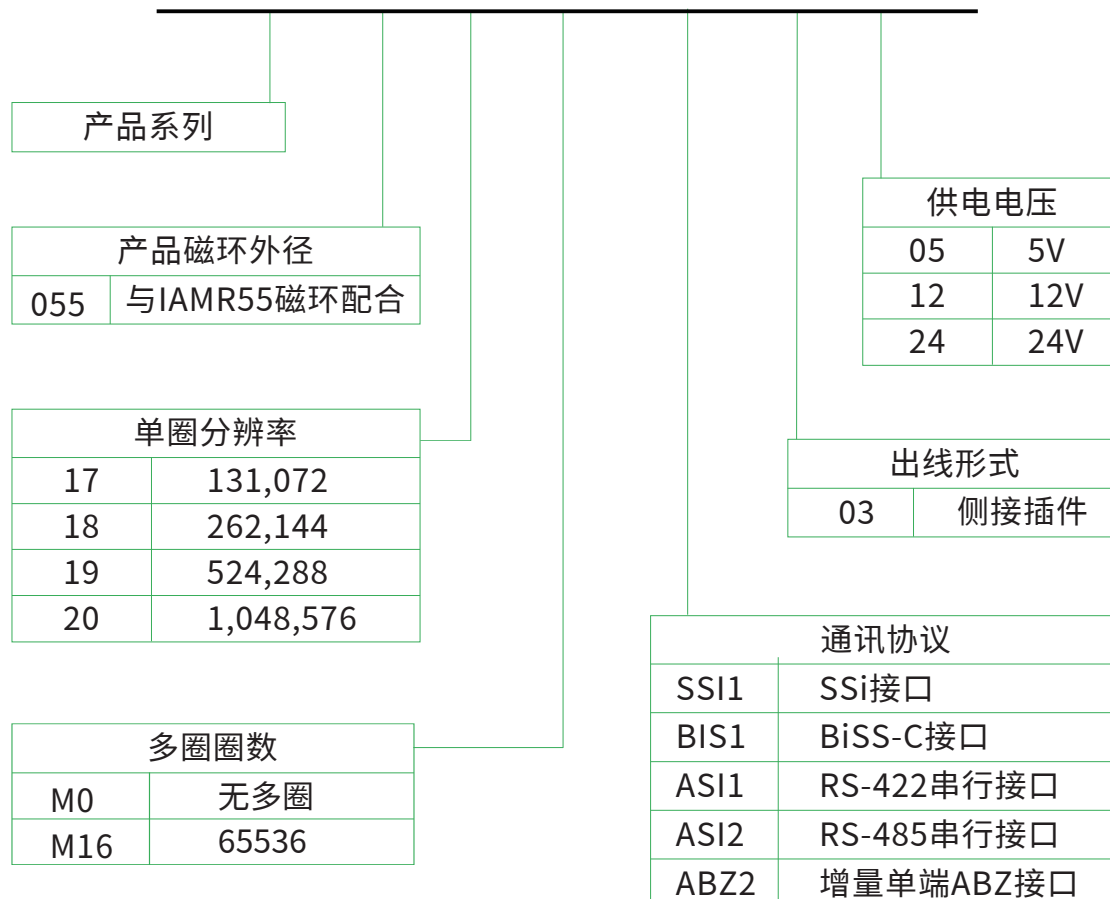 产品系列
产品磁环外径
055 与IAMR55磁环配合
单圈分辨率
17 131,072
18 262,144
19 524,288
20 1,048,576
多圈圈数
M0 无多圈
M16 65536
供电电压
05 5V
12 12V
24 24V
出线形式
03 侧接插件
通讯协议
SSI1 SSi接口
BIS1 BiSS-C接口
ASI1 RS-422串行接口
ASI2 RS-485串行接口
ABZ2 增量单端ABZ接口